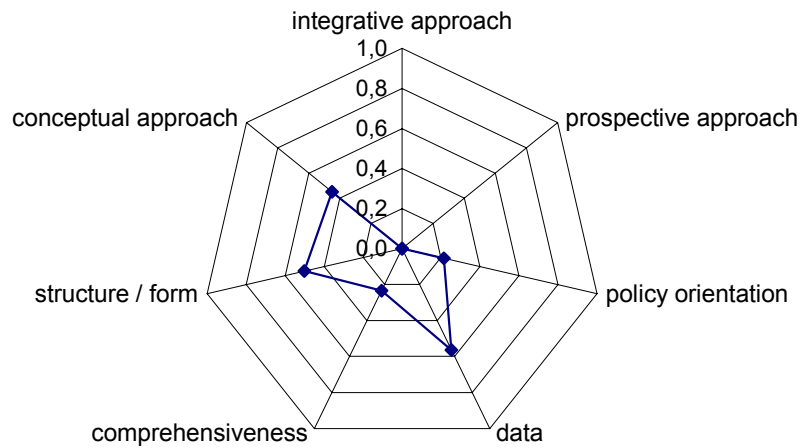 integrative approach
1,0
0,8
conceptual approach
prospective approach
0,6
0,4
0,2
0,0
structure / form
policy orientation
comprehensiveness
data